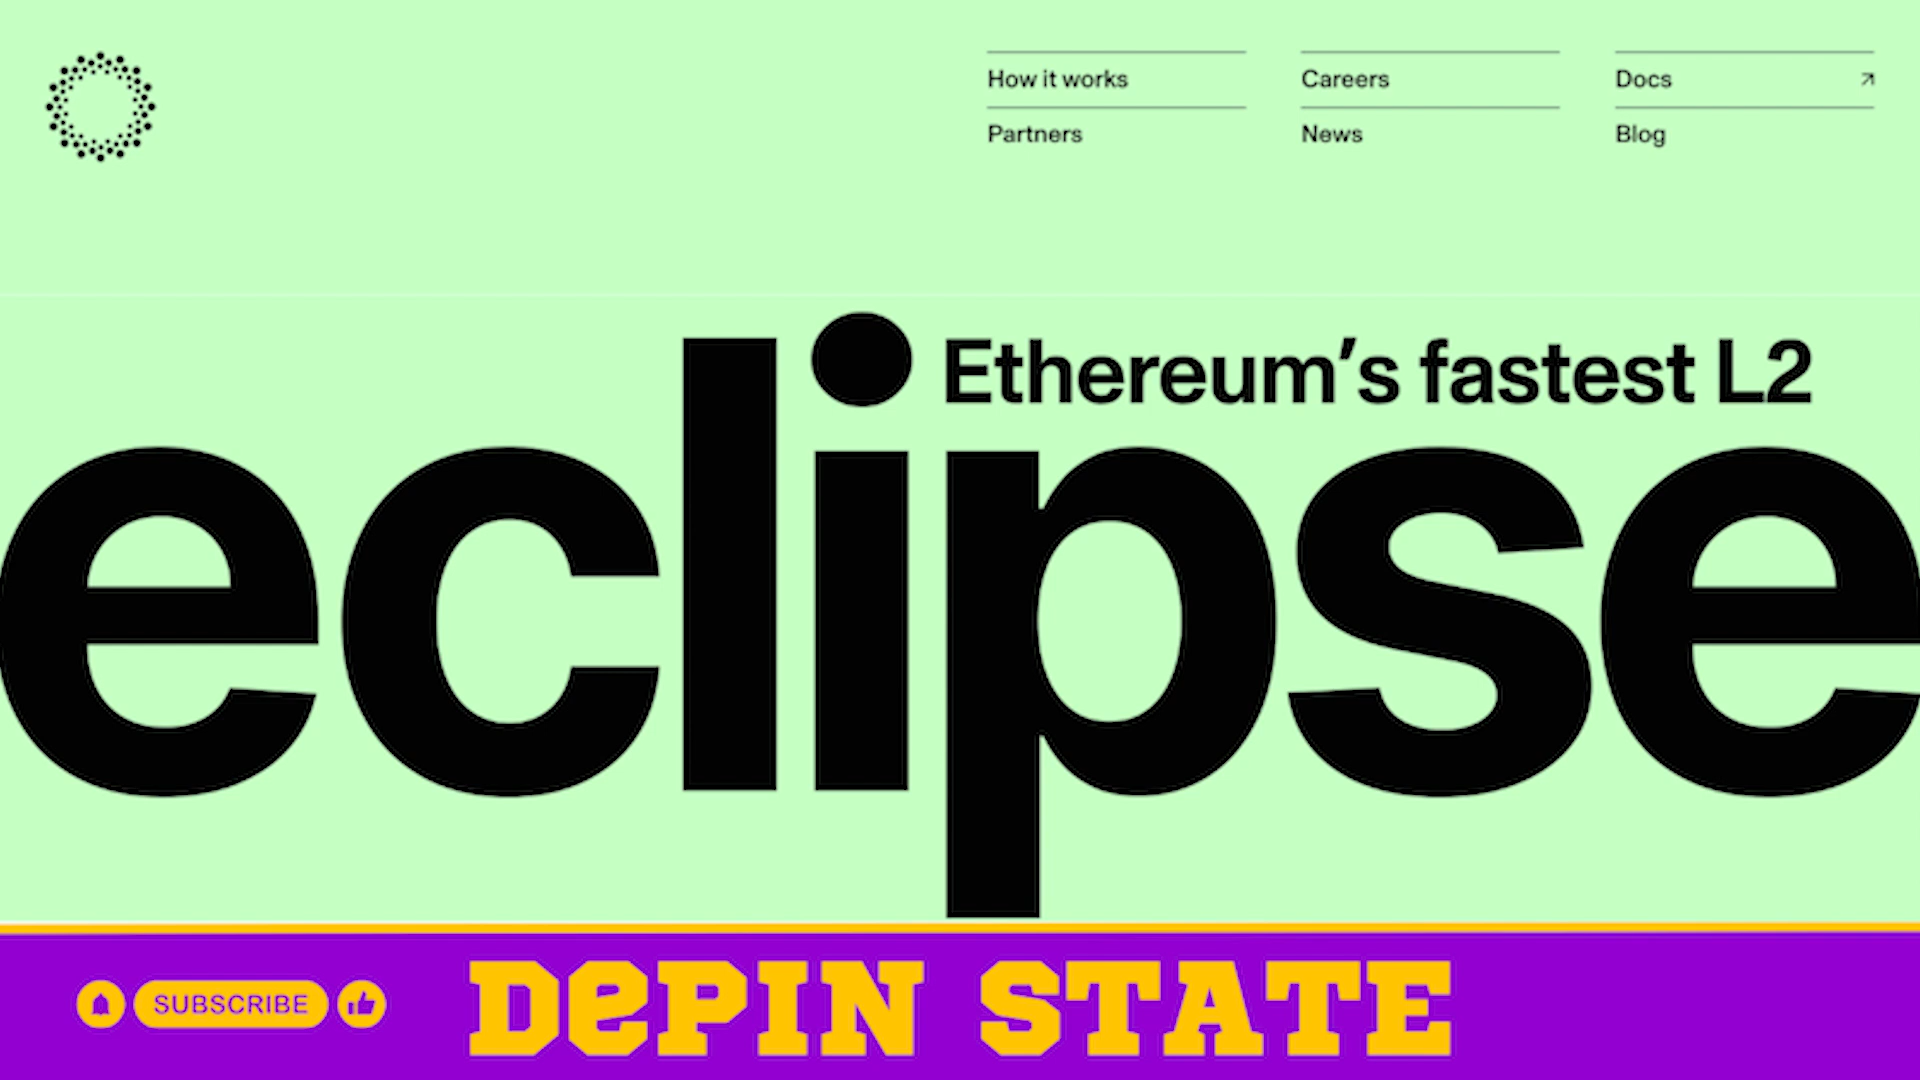 How it works
Careers
Docs
Partners
News
Blog
Ethereum’s fastest L2
eclipse
SUBSCRIBE
DePIN STATE